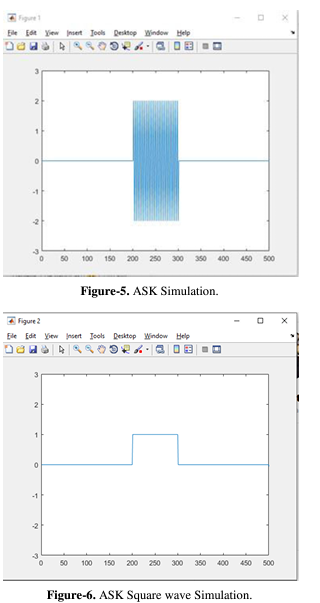 Figure 1
File Edit View Insert Tools Desktop Window Help
3
2
1
0
-1
-2
-3
0 50 100 150 200 250 300 350 400 450 500
Figure-5. ASK Simulation.
Figure 2
File Edit View Insert Tools Desktop Window Help
3
2
1
0
-1
-2
-3
0 50 100 150 200 250 300 350 400 450 500
Figure-6. ASK Square wave Simulation.